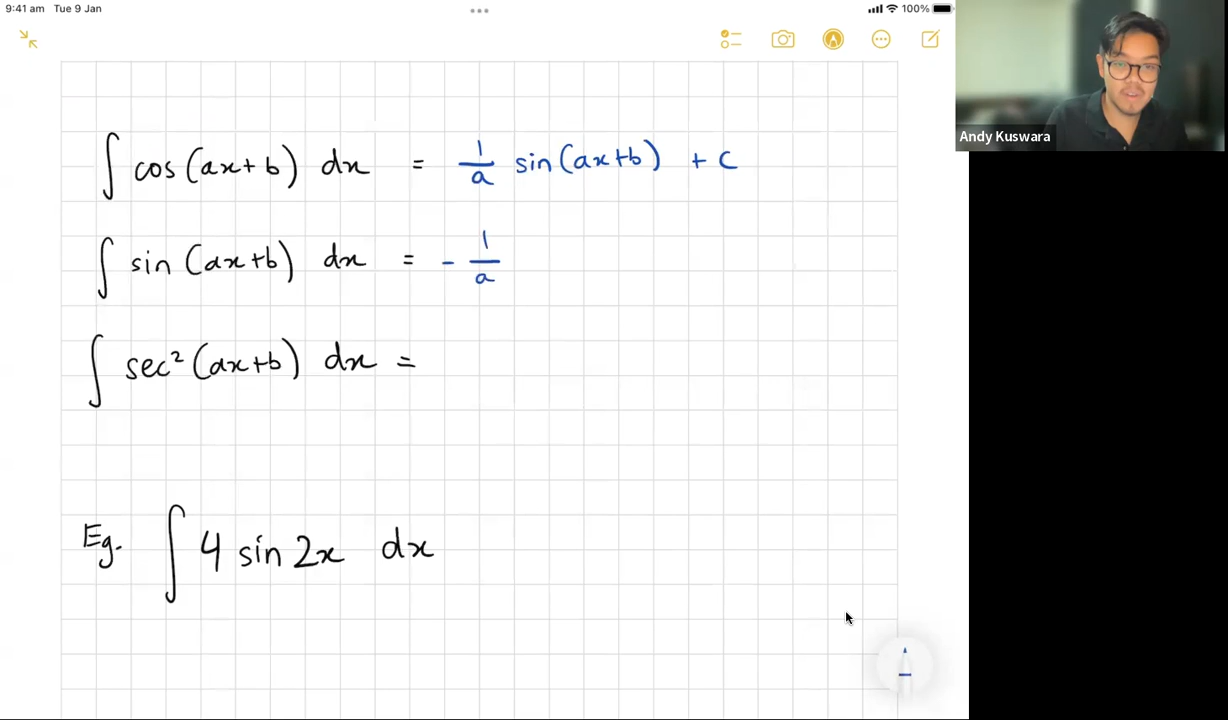 9:41 am Tue 9 Jan 100%
∫ cos (ax+b) dx = 1/a sin(ax+b) + C
∫ sin (ax+b) dx = - 1/a
∫ sec² (ax+b) dx =
Eg. ∫ 4 sin 2x dx
Andy Kuswara